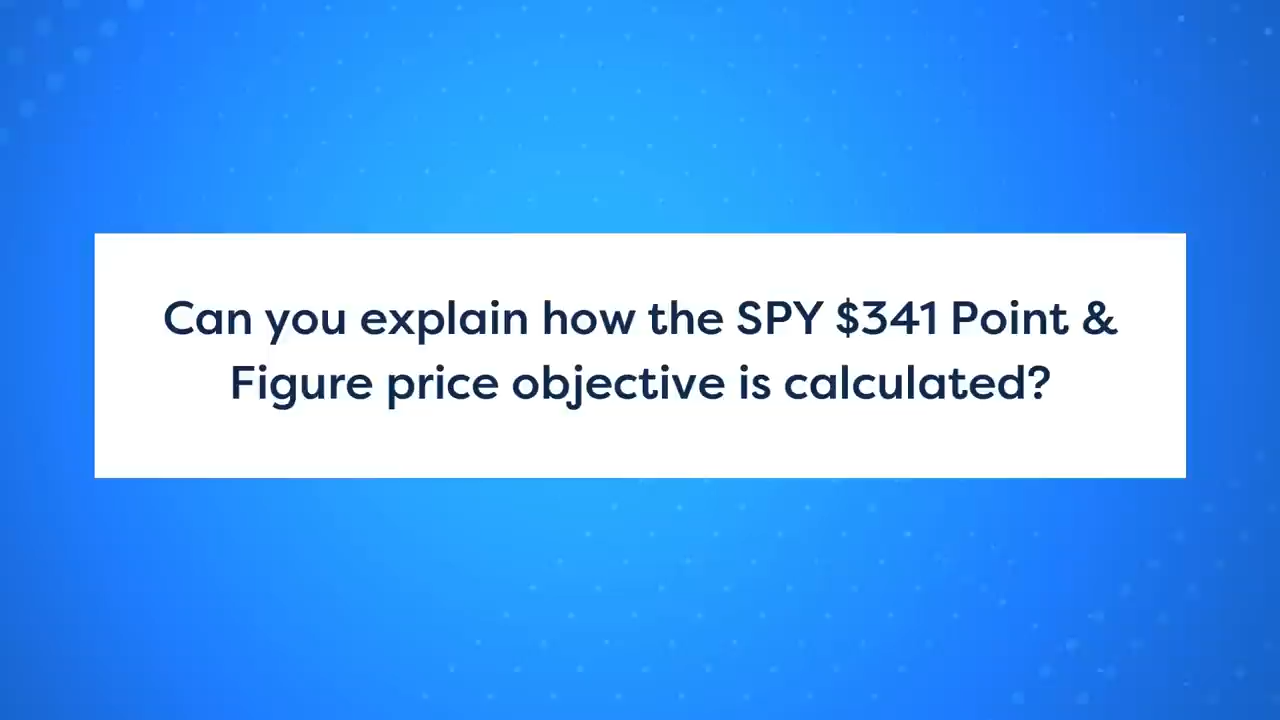 Can you explain how the SPY $341 Point &
Figure price objective is calculated?